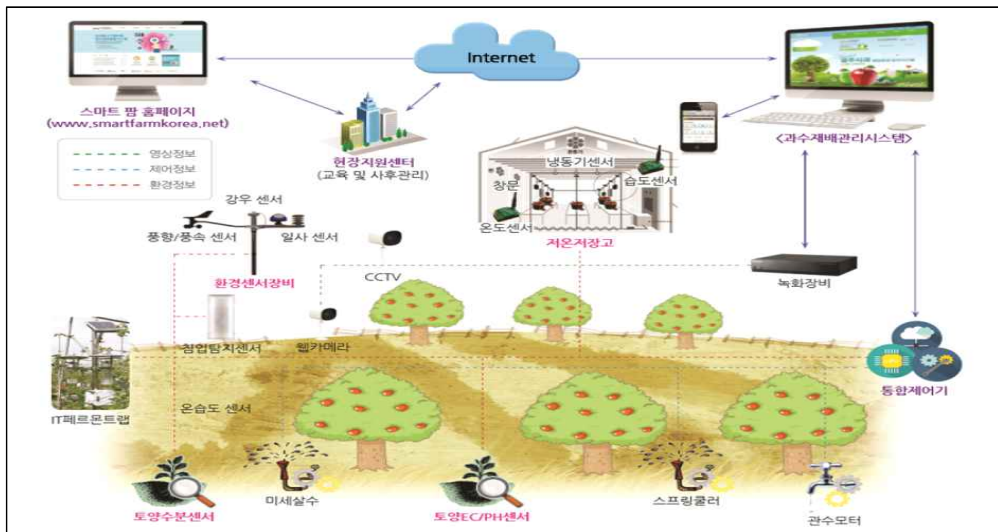 Internet
스마트 팜 홈페이지
(www.smartfarmkorea.net)
현장지원센터
(교육 및 사후관리)
<과수재배관리시스템>
영상정보
제어정보
환경정보
냉동기센서
습도센서
창문
온도센서
저온저장고
강우 센서
풍향/풍속 센서
일사 센서
환경센서장비
CCTV
녹화장비
침입탐지센서
웹카메라
통합제어기
IT페르몬트랩
온습도 센서
토양수분센서
미세살수
토양EC/PH센서
스프링쿨러
관수모터